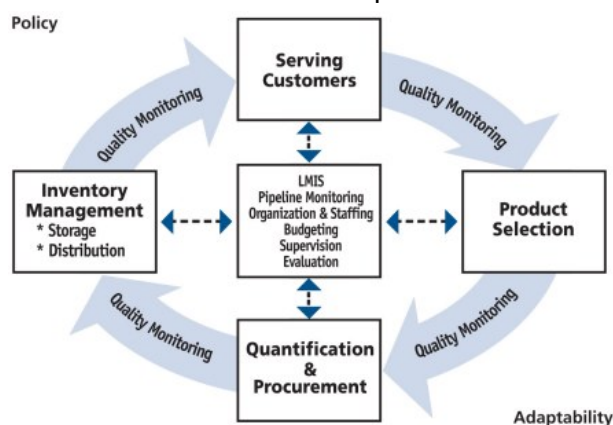 Policy
Serving
Customers
Quality Monitoring
Quality Monitoring
Inventory
Management
* Storage
* Distribution
LMIS
Pipeline Monitoring
Organization & Staffing
Budgeting
Supervision
Evaluation
Product
Selection
Quality Monitoring
Quality Monitoring
Quantification
&
Procurement
Adaptability